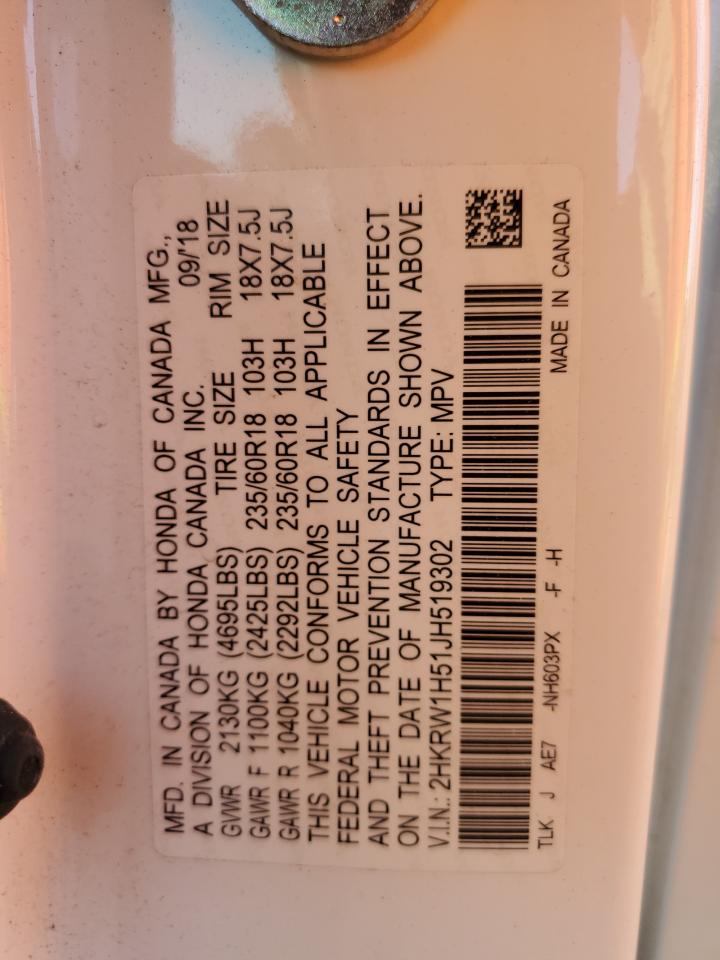 MFD. IN CANADA BY HONDA OF CANADA MFG.,
A DIVISION OF HONDA CANADA INC. 09/'18
GVWR 2130KG (4695LBS) TIRE SIZE RIM SIZE
GAWR F 1100KG (2425LBS) 235/60R18 103H 18X7.5J
GAWR R 1040KG (2292LBS) 235/60R18 103H 18X7.5J
THIS VEHICLE CONFORMS TO ALL APPLICABLE
FEDERAL MOTOR VEHICLE SAFETY
AND THEFT PREVENTION STANDARDS IN EFFECT
ON THE DATE OF MANUFACTURE SHOWN ABOVE.
V.I.N.: 2HKRW1H51JH519302 TYPE: MPV
TLK J AE7 -NH603PX -F -H MADE IN CANADA